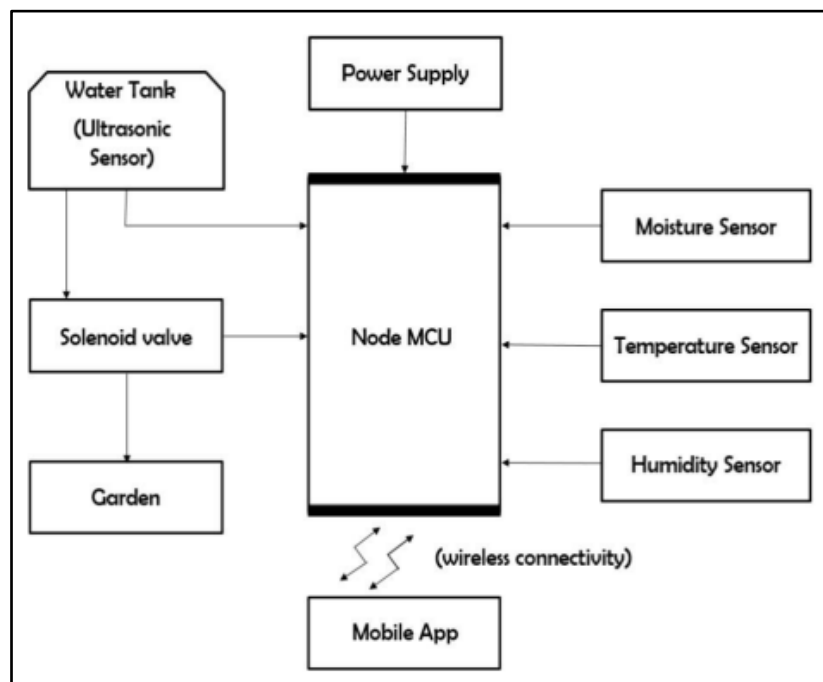 Water Tank
(Ultrasonic
Sensor)
Power Supply
Moisture Sensor
Solenoid valve
Node MCU
Temperature Sensor
Garden
Humidity Sensor
(wireless connectivity)
Mobile App